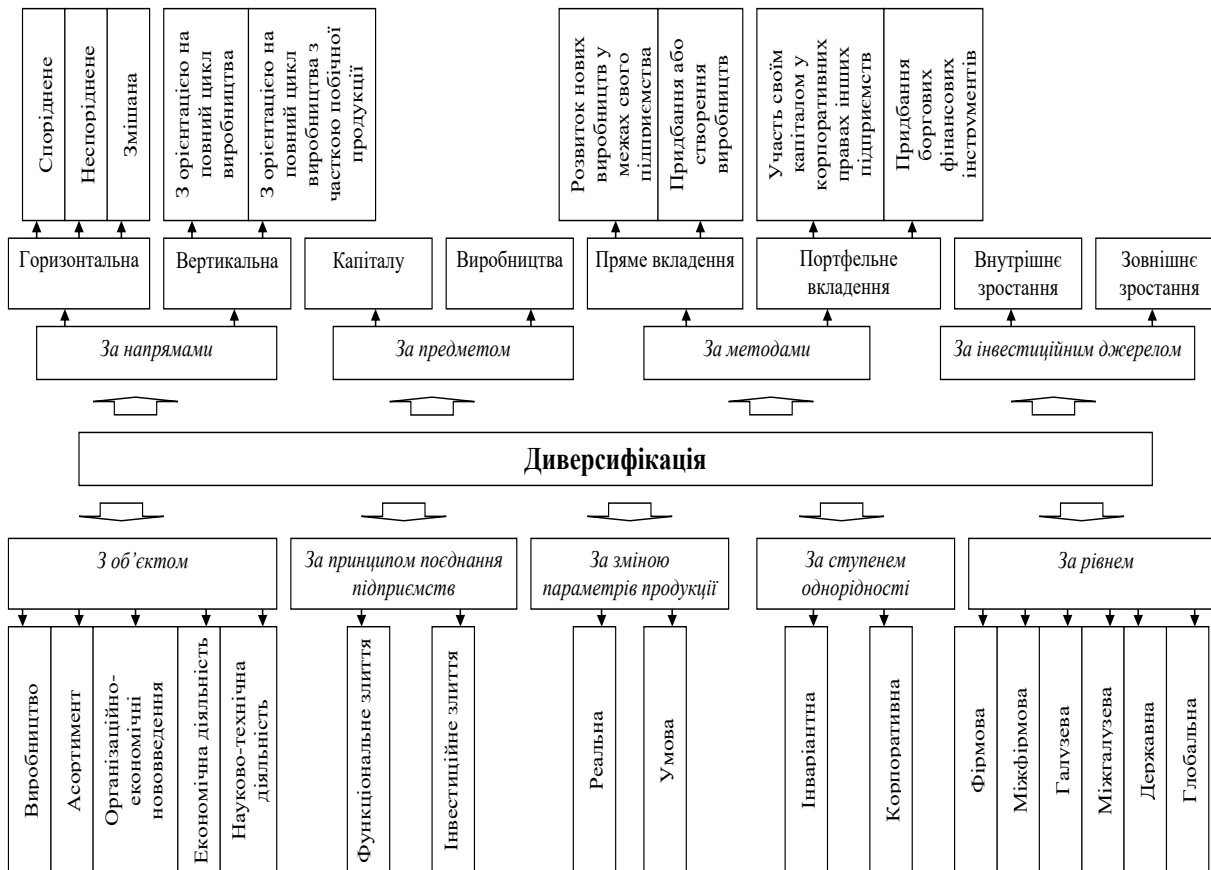 Споріднене
Неспоріднене
Змішана
З орієнтацією на
повний цикл
виробництва
З орієнтацією на
повний цикл
виробництва з
часткою побічної
продукції
Розвиток нових
виробництв у
межах свого
підприємства
Придбання або
створення
виробництв
Участь своїм
капіталом у
корпоративних
правах інших
підприємств
Придбання
боргових
фінансових
інструментів
Горизонтальна
Вертикальна
Капіталу
Виробництва
Пряме вкладення
Портфельне
вкладення
Внутрішнє
зростання
Зовнішнє
зростання
За напрямами
За предметом
За методами
За інвестиційним джерелом
Диверсифікація
З об’єктом
За принципом поєднання
підприємств
За зміною
параметрів продукції
За ступенем
однорідності
За рівнем
Виробництво
Асортимент
Організаційно-
економічні
нововведення
Економічна діяльність
Науково-технічна
діяльність
Функціональне злиття
Інвестиційне злиття
Реальна
Умова
Інваріантна
Корпоративна
Фірмова
Міжфірмова
Галузева
Міжгалузева
Державна
Глобальна